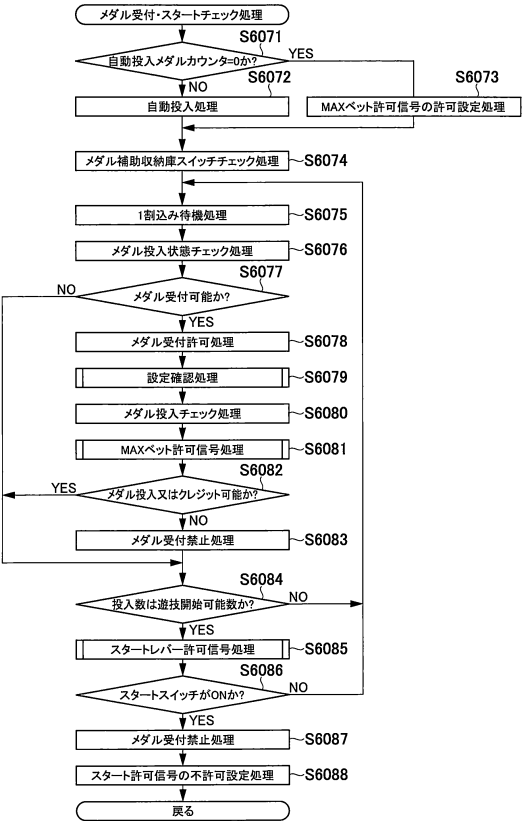 メダル受付・スタートチェック処理
S6071
自動投入メダルカウンタ=0か?
YES
NO
S6072
自動投入処理
S6073
MAXベット許可信号の許可設定処理
メダル補助収納庫スイッチチェック処理
S6074
1割込み待機処理
S6075
メダル投入状態チェック処理
S6076
S6077
メダル受付可能か?
NO
YES
メダル受付許可処理
S6078
設定確認処理
S6079
メダル投入チェック処理
S6080
MAXベット許可信号処理
S6081
S6082
メダル投入又はクレジット可能か?
YES
NO
メダル受付禁止処理
S6083
S6084
投入数は遊技開始可能数か?
NO
YES
スタートレバー許可信号処理
S6085
S6086
スタートスイッチがONか?
NO
YES
メダル受付禁止処理
S6087
スタート許可信号の不許可設定処理
S6088
戻る